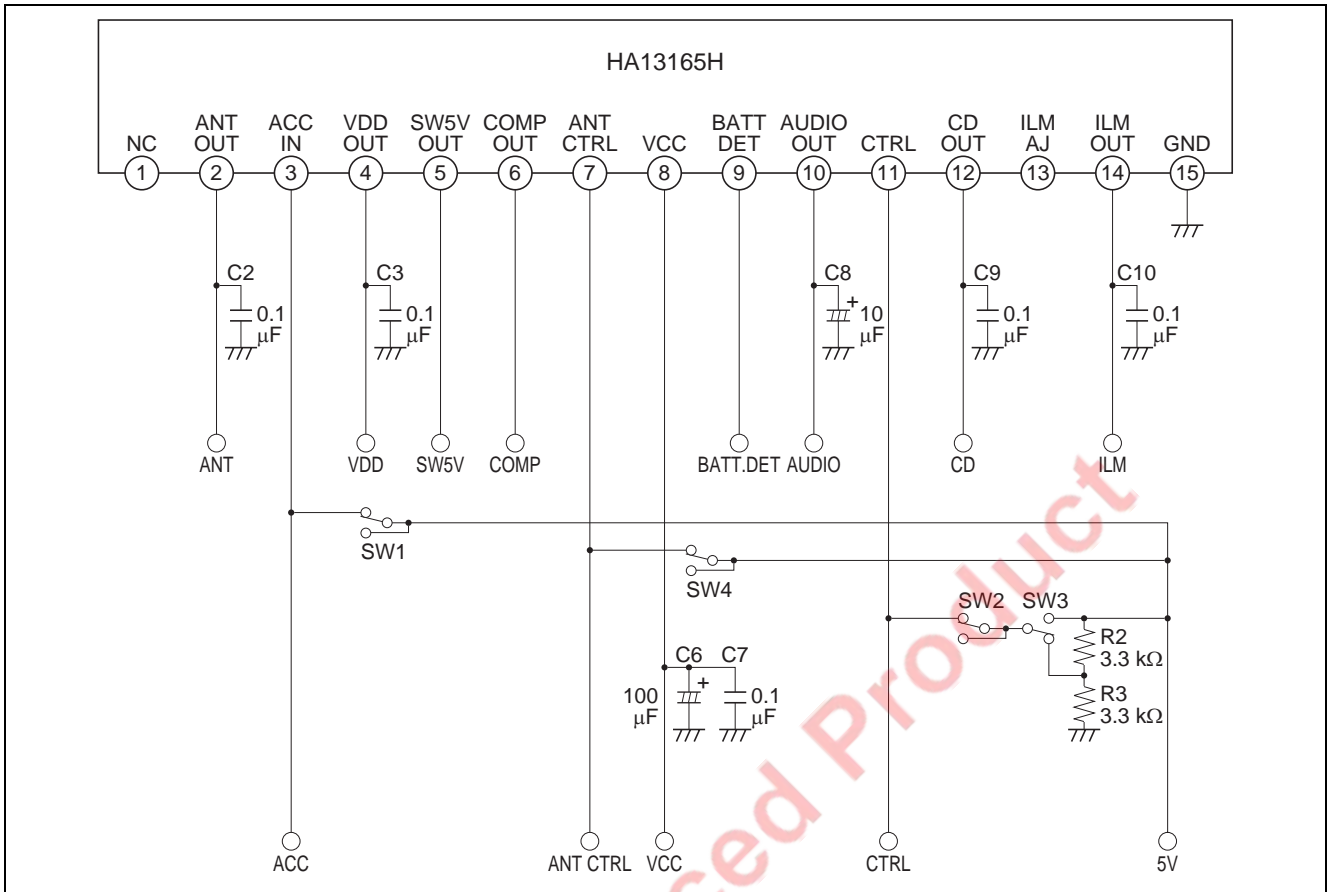 HA13165H
NC
ANT OUT
ACC IN
VDD OUT
SW5V OUT
COMP OUT
ANT CTRL
VCC
BATT DET
AUDIO OUT
CTRL
CD OUT
ILM AJ
ILM OUT
GND
1 2 3 4 5 6 7 8 9 10 11 12 13 14 15
C2
0.1 μF
C3
0.1 μF
C8
+
10 μF
C9
0.1 μF
C10
0.1 μF
ANT
VDD
SW5V
COMP
BATT.DET
AUDIO
CD
ILM
SW1
SW4
SW2
SW3
R2
3.3 kΩ
R3
3.3 kΩ
C6
+
100 μF
C7
0.1 μF
ACC
ANT CTRL
VCC
CTRL
5V
ced Product